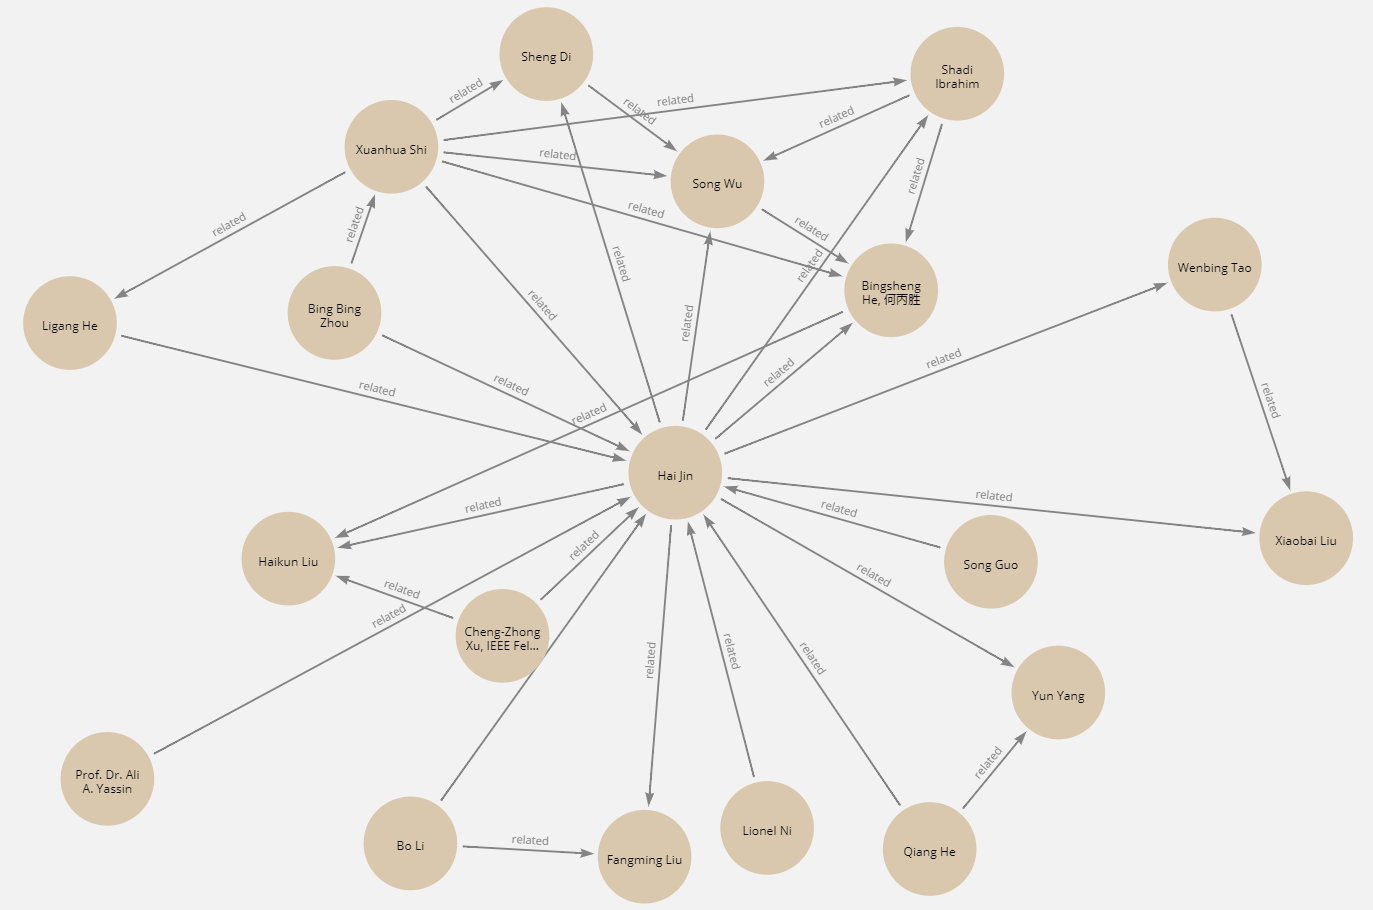 Sheng Di
Shadi
Ibrahim
related
related
related
related
Xuanhua Shi
related
related
Song Wu
related
related
related
related
related
Wenbing Tao
related
related
Bingsheng
He, 何丙胜
Bing Bing
Zhou
related
Ligang He
related
related
related
related
related
related
related
Hai Jin
related
related
related
Xiaobai Liu
related
Haikun Liu
Song Guo
related
related
related
Cheng-Zhong
Xu, IEEE Fel...
related
related
related
Yun Yang
related
Prof. Dr. Ali
A. Yassin
Lionel Ni
related
Bo Li
Qiang He
Fangming Liu